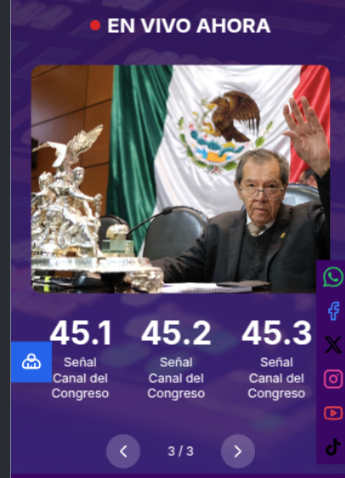 EN VIVO AHORA
45.1 45.2 45.3
Señal Señal Señal
Canal del Canal del Canal del
Congreso Congreso Congreso
3 / 3